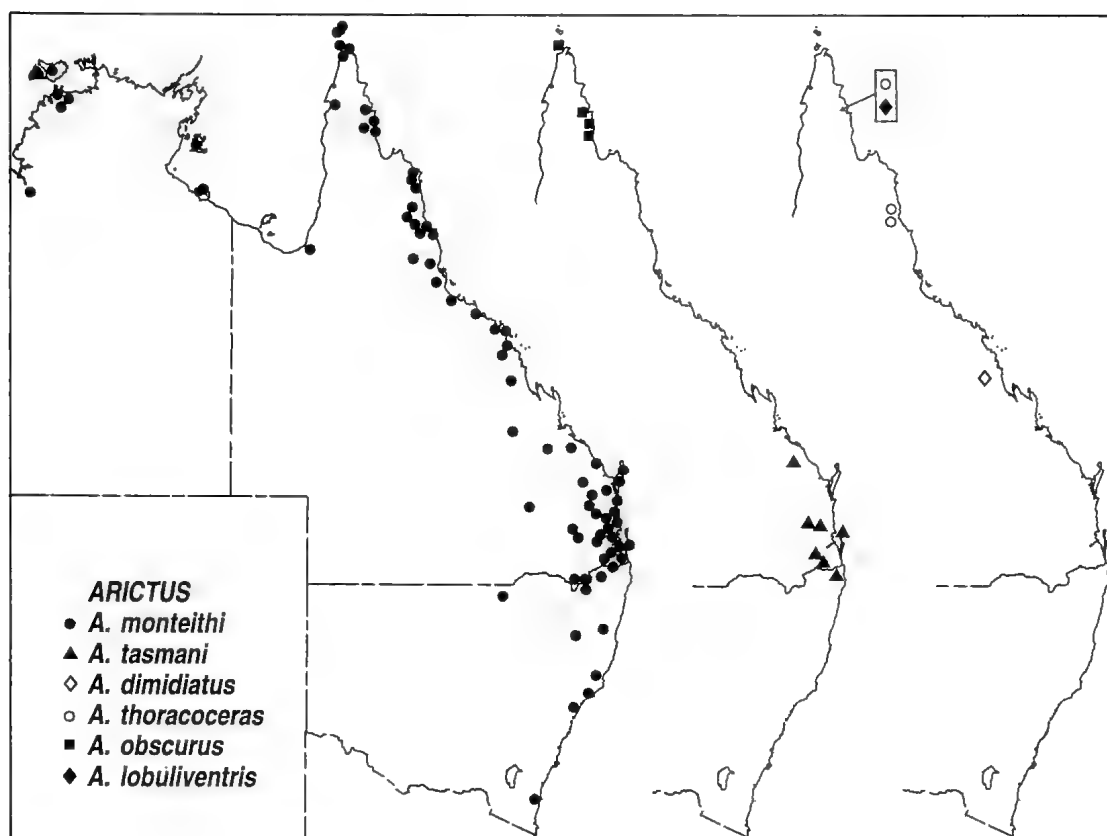 ARICTUS
A. monteithi
A. tasmani
A. dimidiatus
A. thoracoceras
A. obscurus
A. lobuliventris